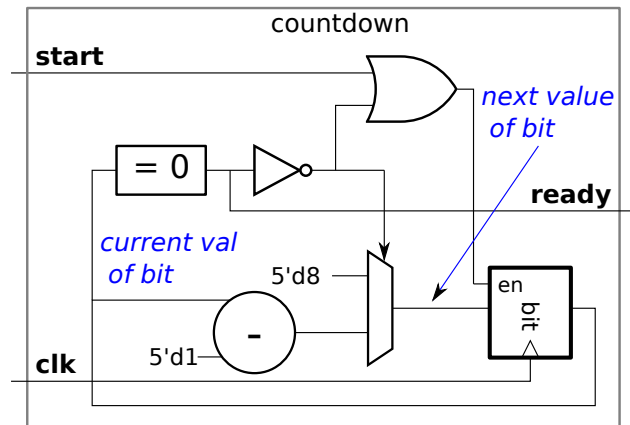 countdown
start
next value
of bit
= 0
ready
current val
of bit
5'd8
en
bit
-
5'd1
clk